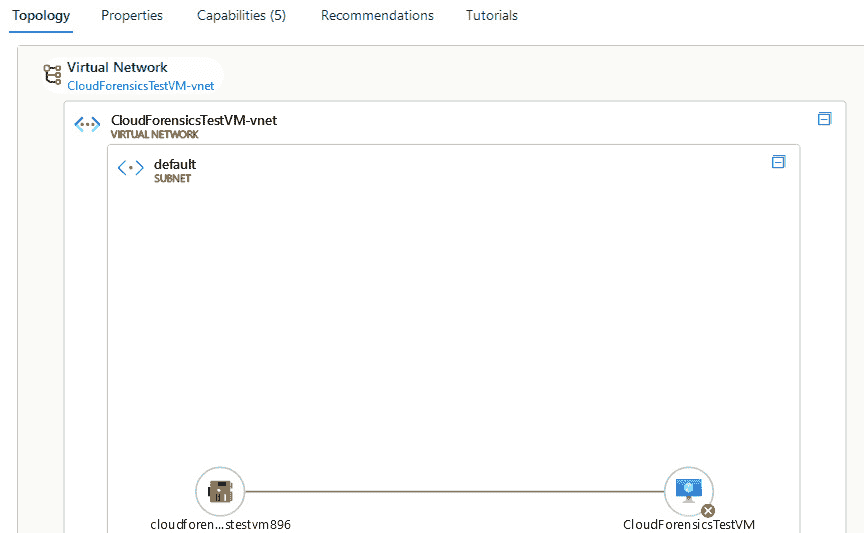 Topology Properties Capabilities (5) Recommendations Tutorials
Virtual Network
CloudForensicsTestVM-vnet
CloudForensicsTestVM-vnet
VIRTUAL NETWORK
default
SUBNET
cloudforen...stestvm896 CloudForensicsTestVM